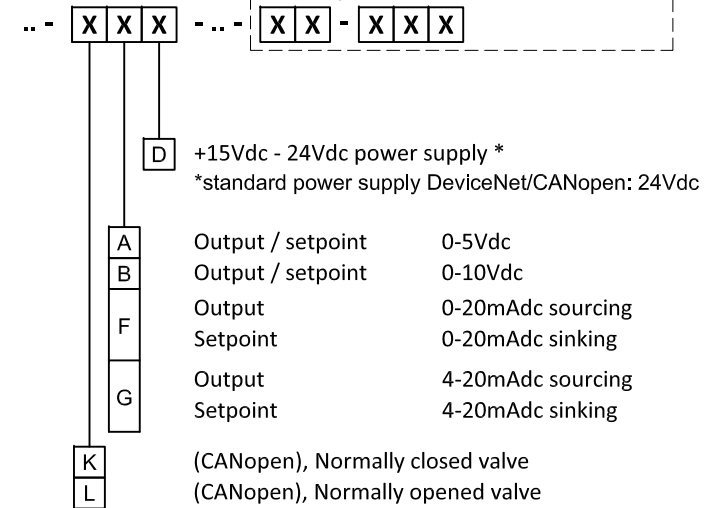 .. - X X X - .. - X X - X X X
D +15Vdc - 24Vdc power supply *
*standard power supply DeviceNet/CANopen: 24Vdc
A Output / setpoint 0-5Vdc
B Output / setpoint 0-10Vdc
F Output 0-20mAdc sourcing
Setpoint 0-20mAdc sinking
G Output 4-20mAdc sourcing
Setpoint 4-20mAdc sinking
K (CANopen), Normally closed valve
L (CANopen), Normally opened valve